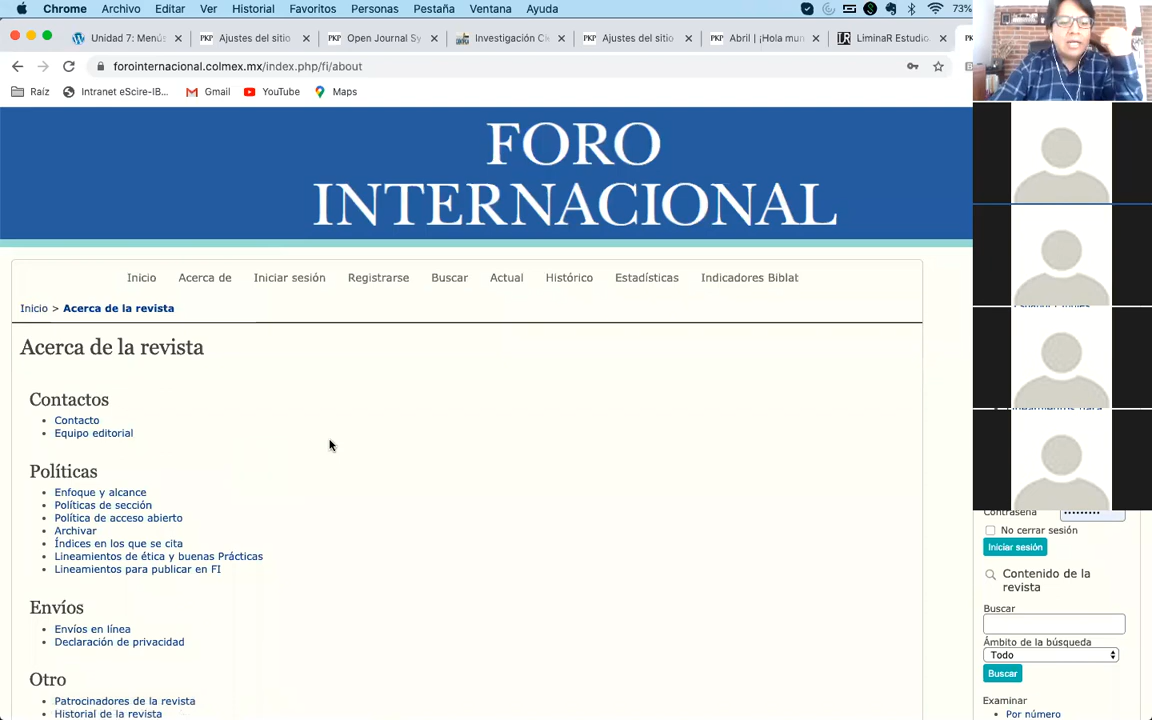 Chrome Archivo Editar Ver Historial Favoritos Personas Pestaña Ventana Ayuda 73%
Unidad 7: Menús
Ajustes del sitio
Open Journal Sy
Investigación Cl
Ajustes del sitio
Abril | ¡Hola mun
LiminaR Estudio
forointernacional.colmex.mx/index.php/fi/about
Raíz Intranet eScire-IB... Gmail YouTube Maps
FORO
INTERNACIONAL
Inicio Acerca de Iniciar sesión Registrarse Buscar Actual Histórico Estadísticas Indicadores Biblat
Inicio > Acerca de la revista
Acerca de la revista
Contactos
Contacto
Equipo editorial
Políticas
Enfoque y alcance
Políticas de sección
Política de acceso abierto
Archivar
Índices en los que se cita
Lineamientos de ética y buenas Prácticas
Lineamientos para publicar en FI
Envíos
Envíos en línea
Declaración de privacidad
Otro
Patrocinadores de la revista
Historial de la revista
Contraseña
No cerrar sesión
Iniciar sesión
Contenido de la
revista
Buscar
Ámbito de la búsqueda
Todo
Buscar
Examinar
Por número